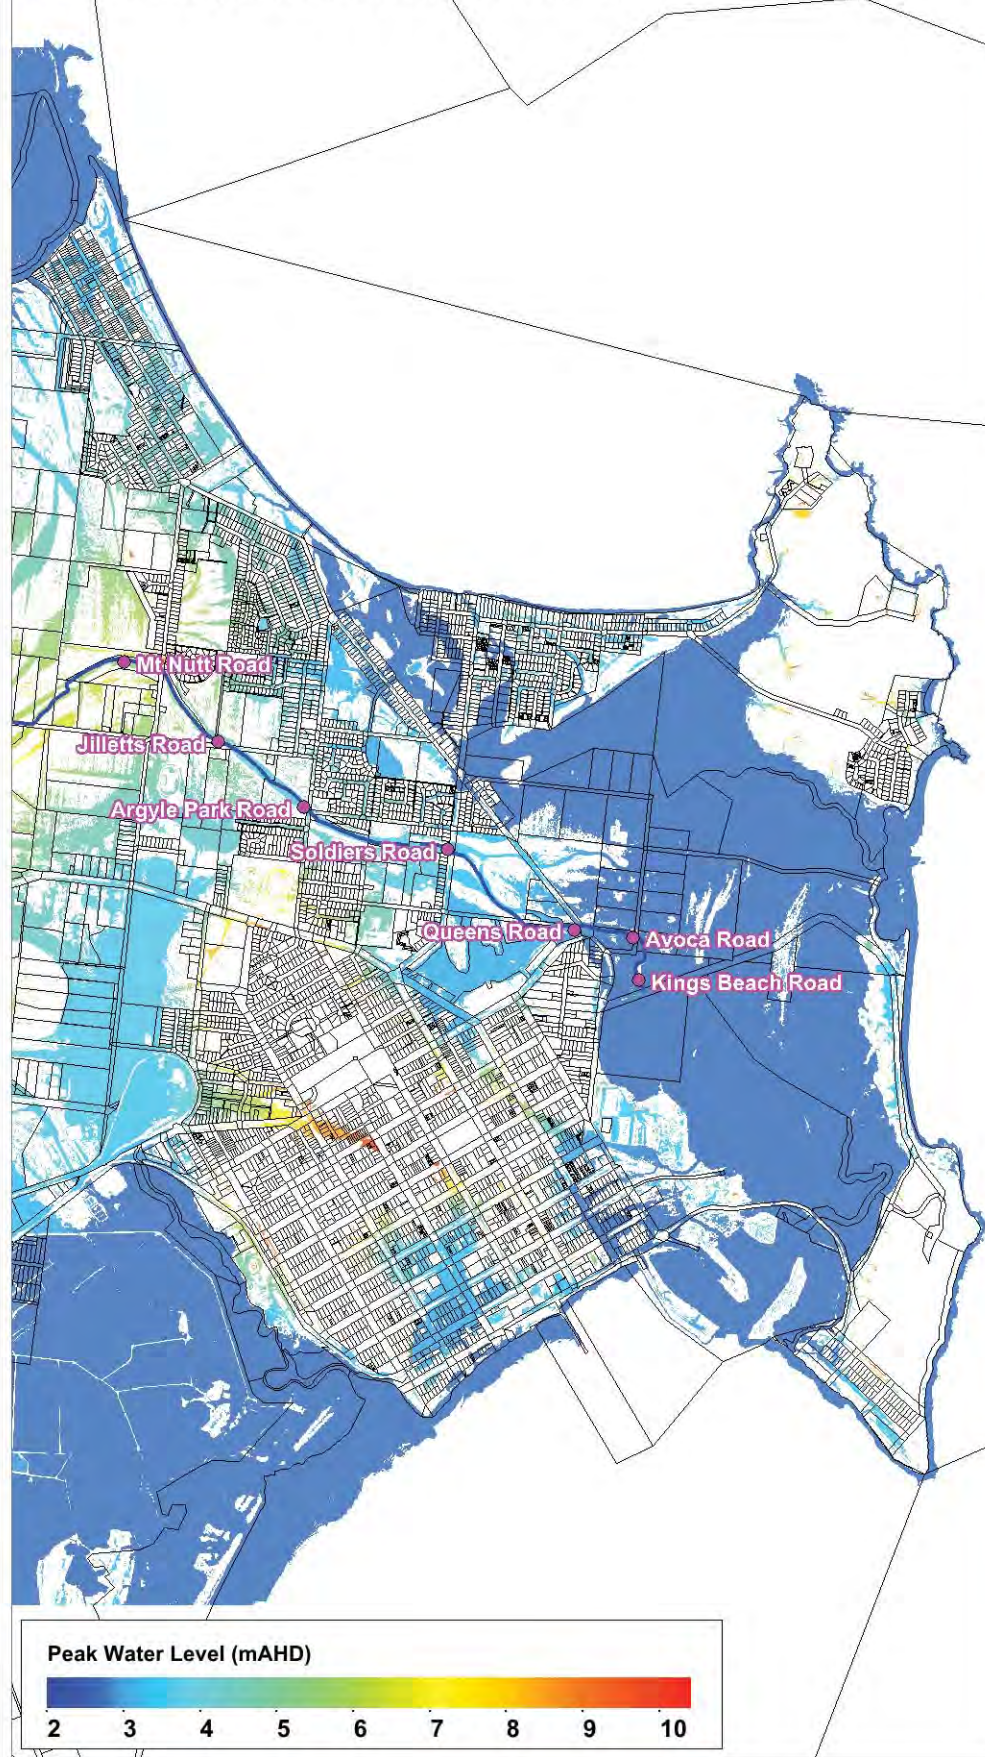 Mt Nutt Road
Jilletts Road
Argyle Park Road
Soldiers Road
Queens Road
Avoca Road
Kings Beach Road
Peak Water Level (mAHD)
2 3 4 5 6 7 8 9 10